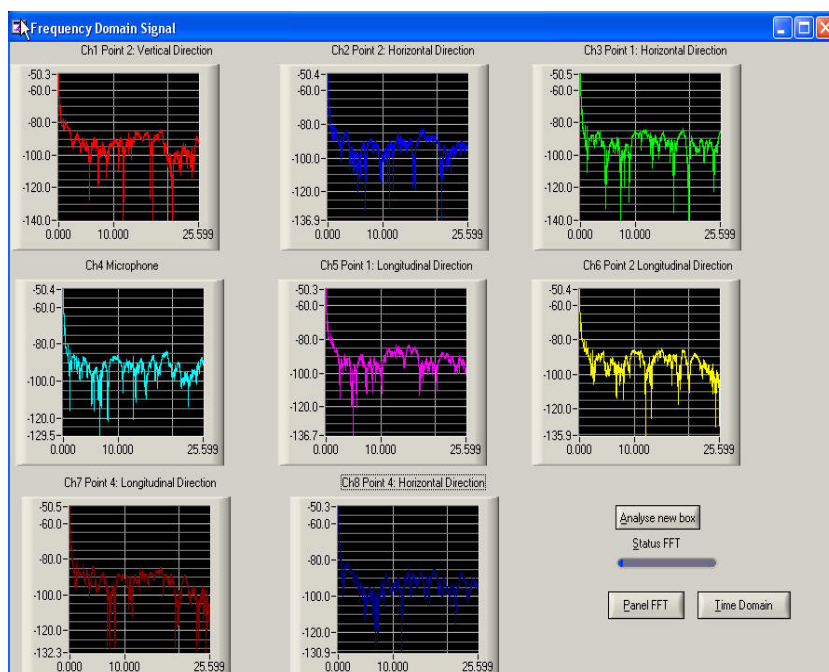 Frequency Domain Signal
Ch1 Point 2: Vertical Direction
-50.3
-60.0
-80.0
-100.0
-120.0
-140.0
0.000 10.000 25.599
Ch2 Point 2: Horizontal Direction
-50.4
-60.0
-80.0
-100.0
-120.0
-136.9
0.000 10.000 25.599
Ch3 Point 1: Horizontal Direction
-50.5
-60.0
-80.0
-100.0
-120.0
-140.0
0.000 10.000 25.599
Ch4 Microphone
-50.4
-60.0
-80.0
-100.0
-120.0
-129.5
0.000 10.000 25.599
Ch5 Point 1: Longitudinal Direction
-50.3
-60.0
-80.0
-100.0
-120.0
-136.7
0.000 10.000 25.599
Ch6 Point 2 Longitudinal Direction
-50.4
-60.0
-80.0
-100.0
-120.0
-135.9
0.000 10.000 25.599
Ch7 Point 4: Longitudinal Direction
-50.5
-60.0
-80.0
-100.0
-120.0
-132.3
0.000 10.000 25.599
Ch8 Point 4: Horizontal Direction
-50.3
-60.0
-80.0
-100.0
-120.0
-130.9
0.000 10.000 25.599
Analyse new box
Status FFT
Panel FFT
Time Domain